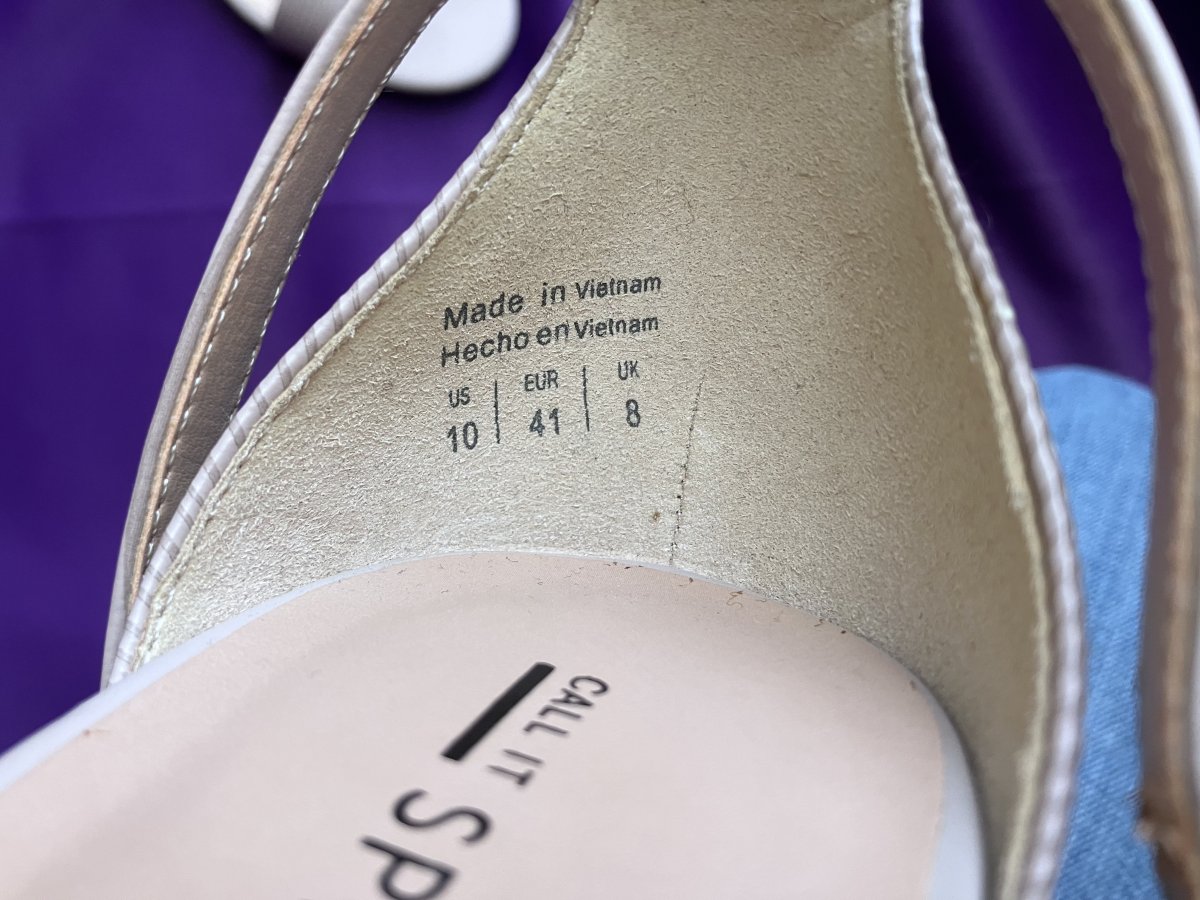 Made in Vietnam
Hecho en Vietnam
US | EUR | UK
10 | 41 | 8
CALL IT
Sp